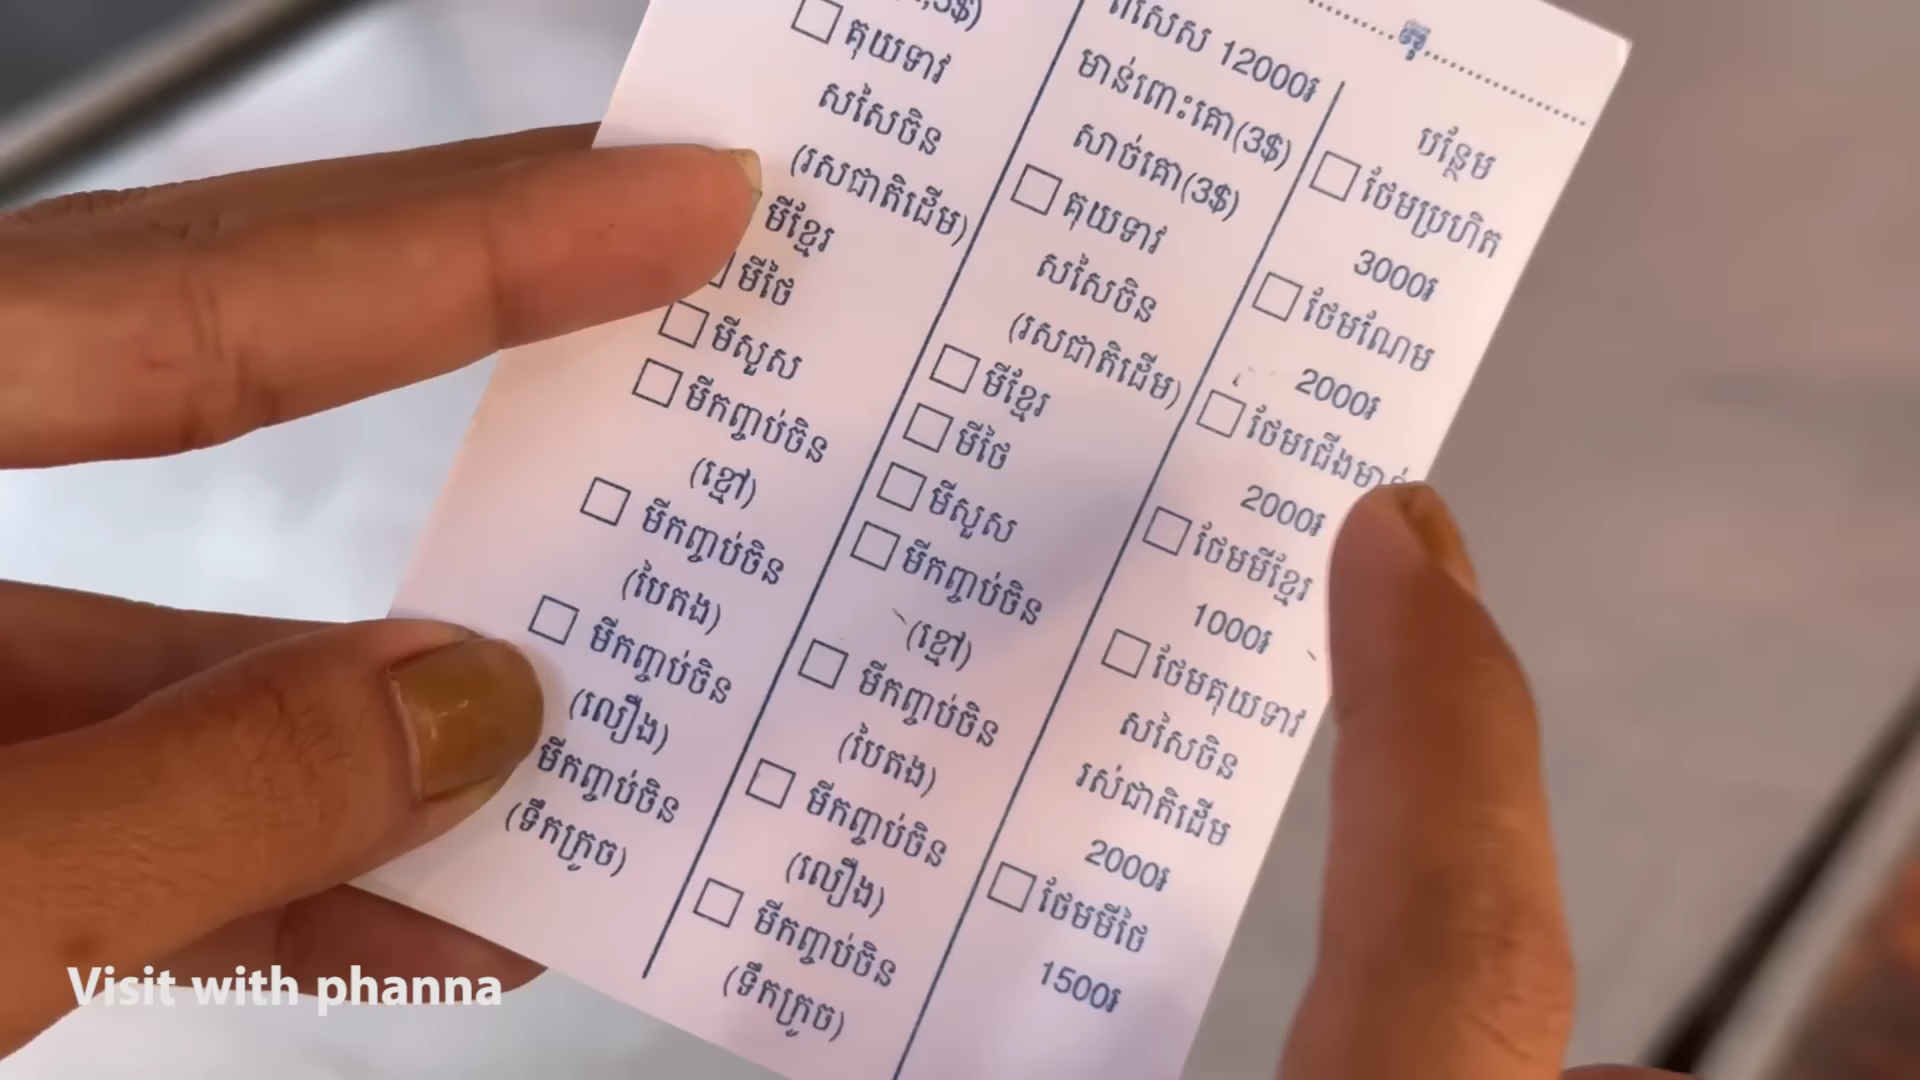 គុយទាវ
សសៃចិន
(រសជាតិដើម)
មីខ្មែរ
មីថៃ
មីសួស
មីកញ្ចប់ចិន
(ខ្មៅ)
មីកញ្ចប់ចិន
(បៃតង)
មីកញ្ចប់ចិន
(លឿង)
មីកញ្ចប់ចិន
(ទឹកក្រូច)
ពិសេស 12000៛
មាន់ពោះគោ(3$)
សាច់គោ(3$)
គុយទាវ
សសៃចិន
(រសជាតិដើម)
មីខ្មែរ
មីថៃ
មីសួស
មីកញ្ចប់ចិន
(ខ្មៅ)
មីកញ្ចប់ចិន
(បៃតង)
មីកញ្ចប់ចិន
(លឿង)
មីកញ្ចប់ចិន
(ទឹកក្រូច)
បន្ថែម
ថែមប្រហិត
3000៛
ថែមណែម
2000៛
ថែមជើងមាន់
2000៛
ថែមមីខ្មែរ
1000៛
ថែមគុយទាវ
សសៃចិន
រស់ជាតិដើម
2000៛
ថែមមីថៃ
1500៛
Visit with phanna